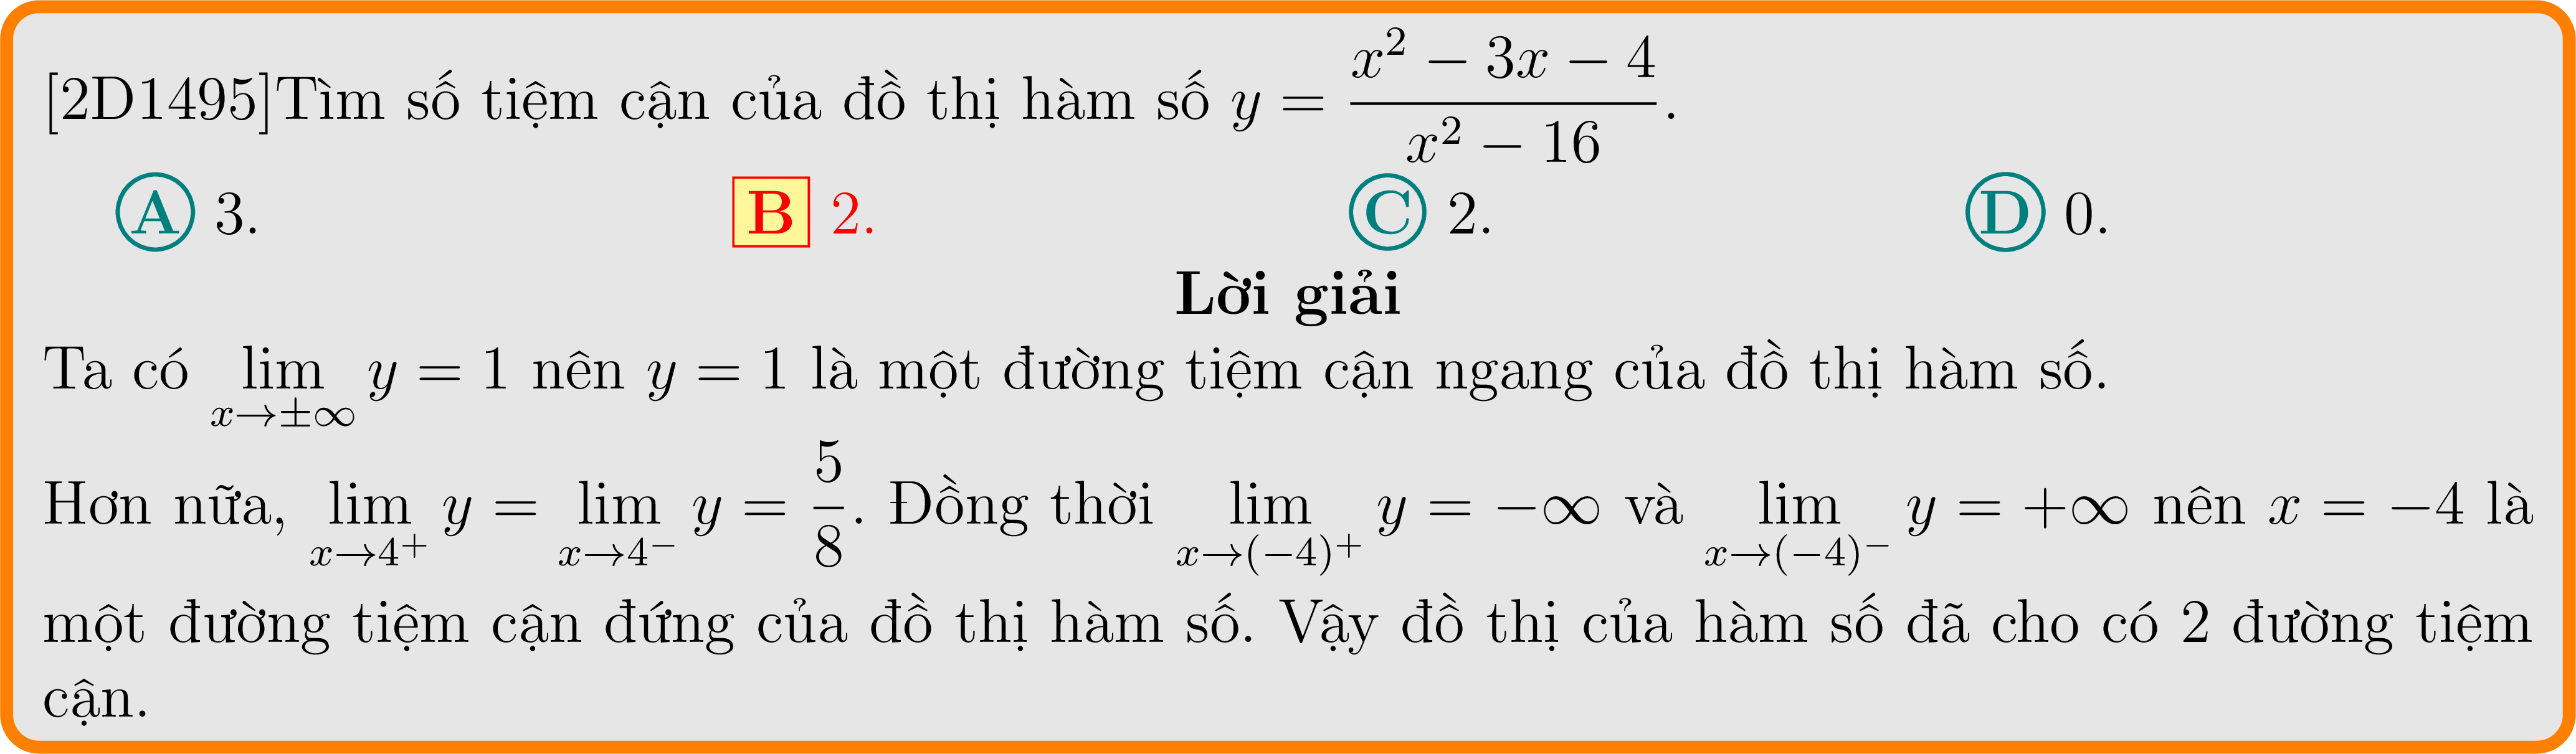 [2D1495]Tìm số tiệm cận của đồ thị hàm số $y = \dfrac{x^2 - 3x - 4}{x^2 - 16}$.
A 3. B 2. C 2. D 0.
Lời giải
Ta có $\lim\limits_{x \to \pm\infty} y = 1$ nên $y = 1$ là một đường tiệm cận ngang của đồ thị hàm số.
Hơn nữa, $\lim\limits_{x \to 4^+} y = \lim\limits_{x \to 4^-} y = \dfrac{5}{8}$. Đồng thời $\lim\limits_{x \to (-4)^+} y = -\infty$ và $\lim\limits_{x \to (-4)^-} y = +\infty$ nên $x = -4$ là
một đường tiệm cận đứng của đồ thị hàm số. Vậy đồ thị của hàm số đã cho có 2 đường tiệm
cận.